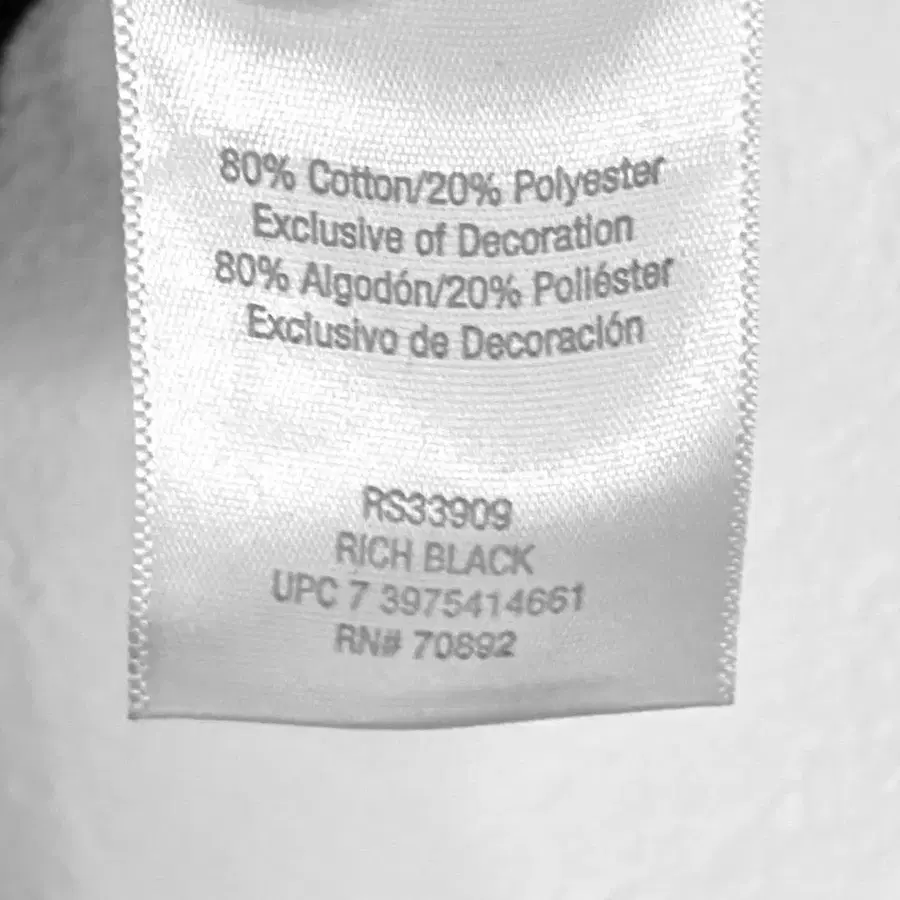 80% Cotton/20% Polyester
Exclusive of Decoration
80% Algodón/20% Poliéster
Exclusivo de Decoración
RS33909
RICH BLACK
UPC 7 3975414661
RN# 70892